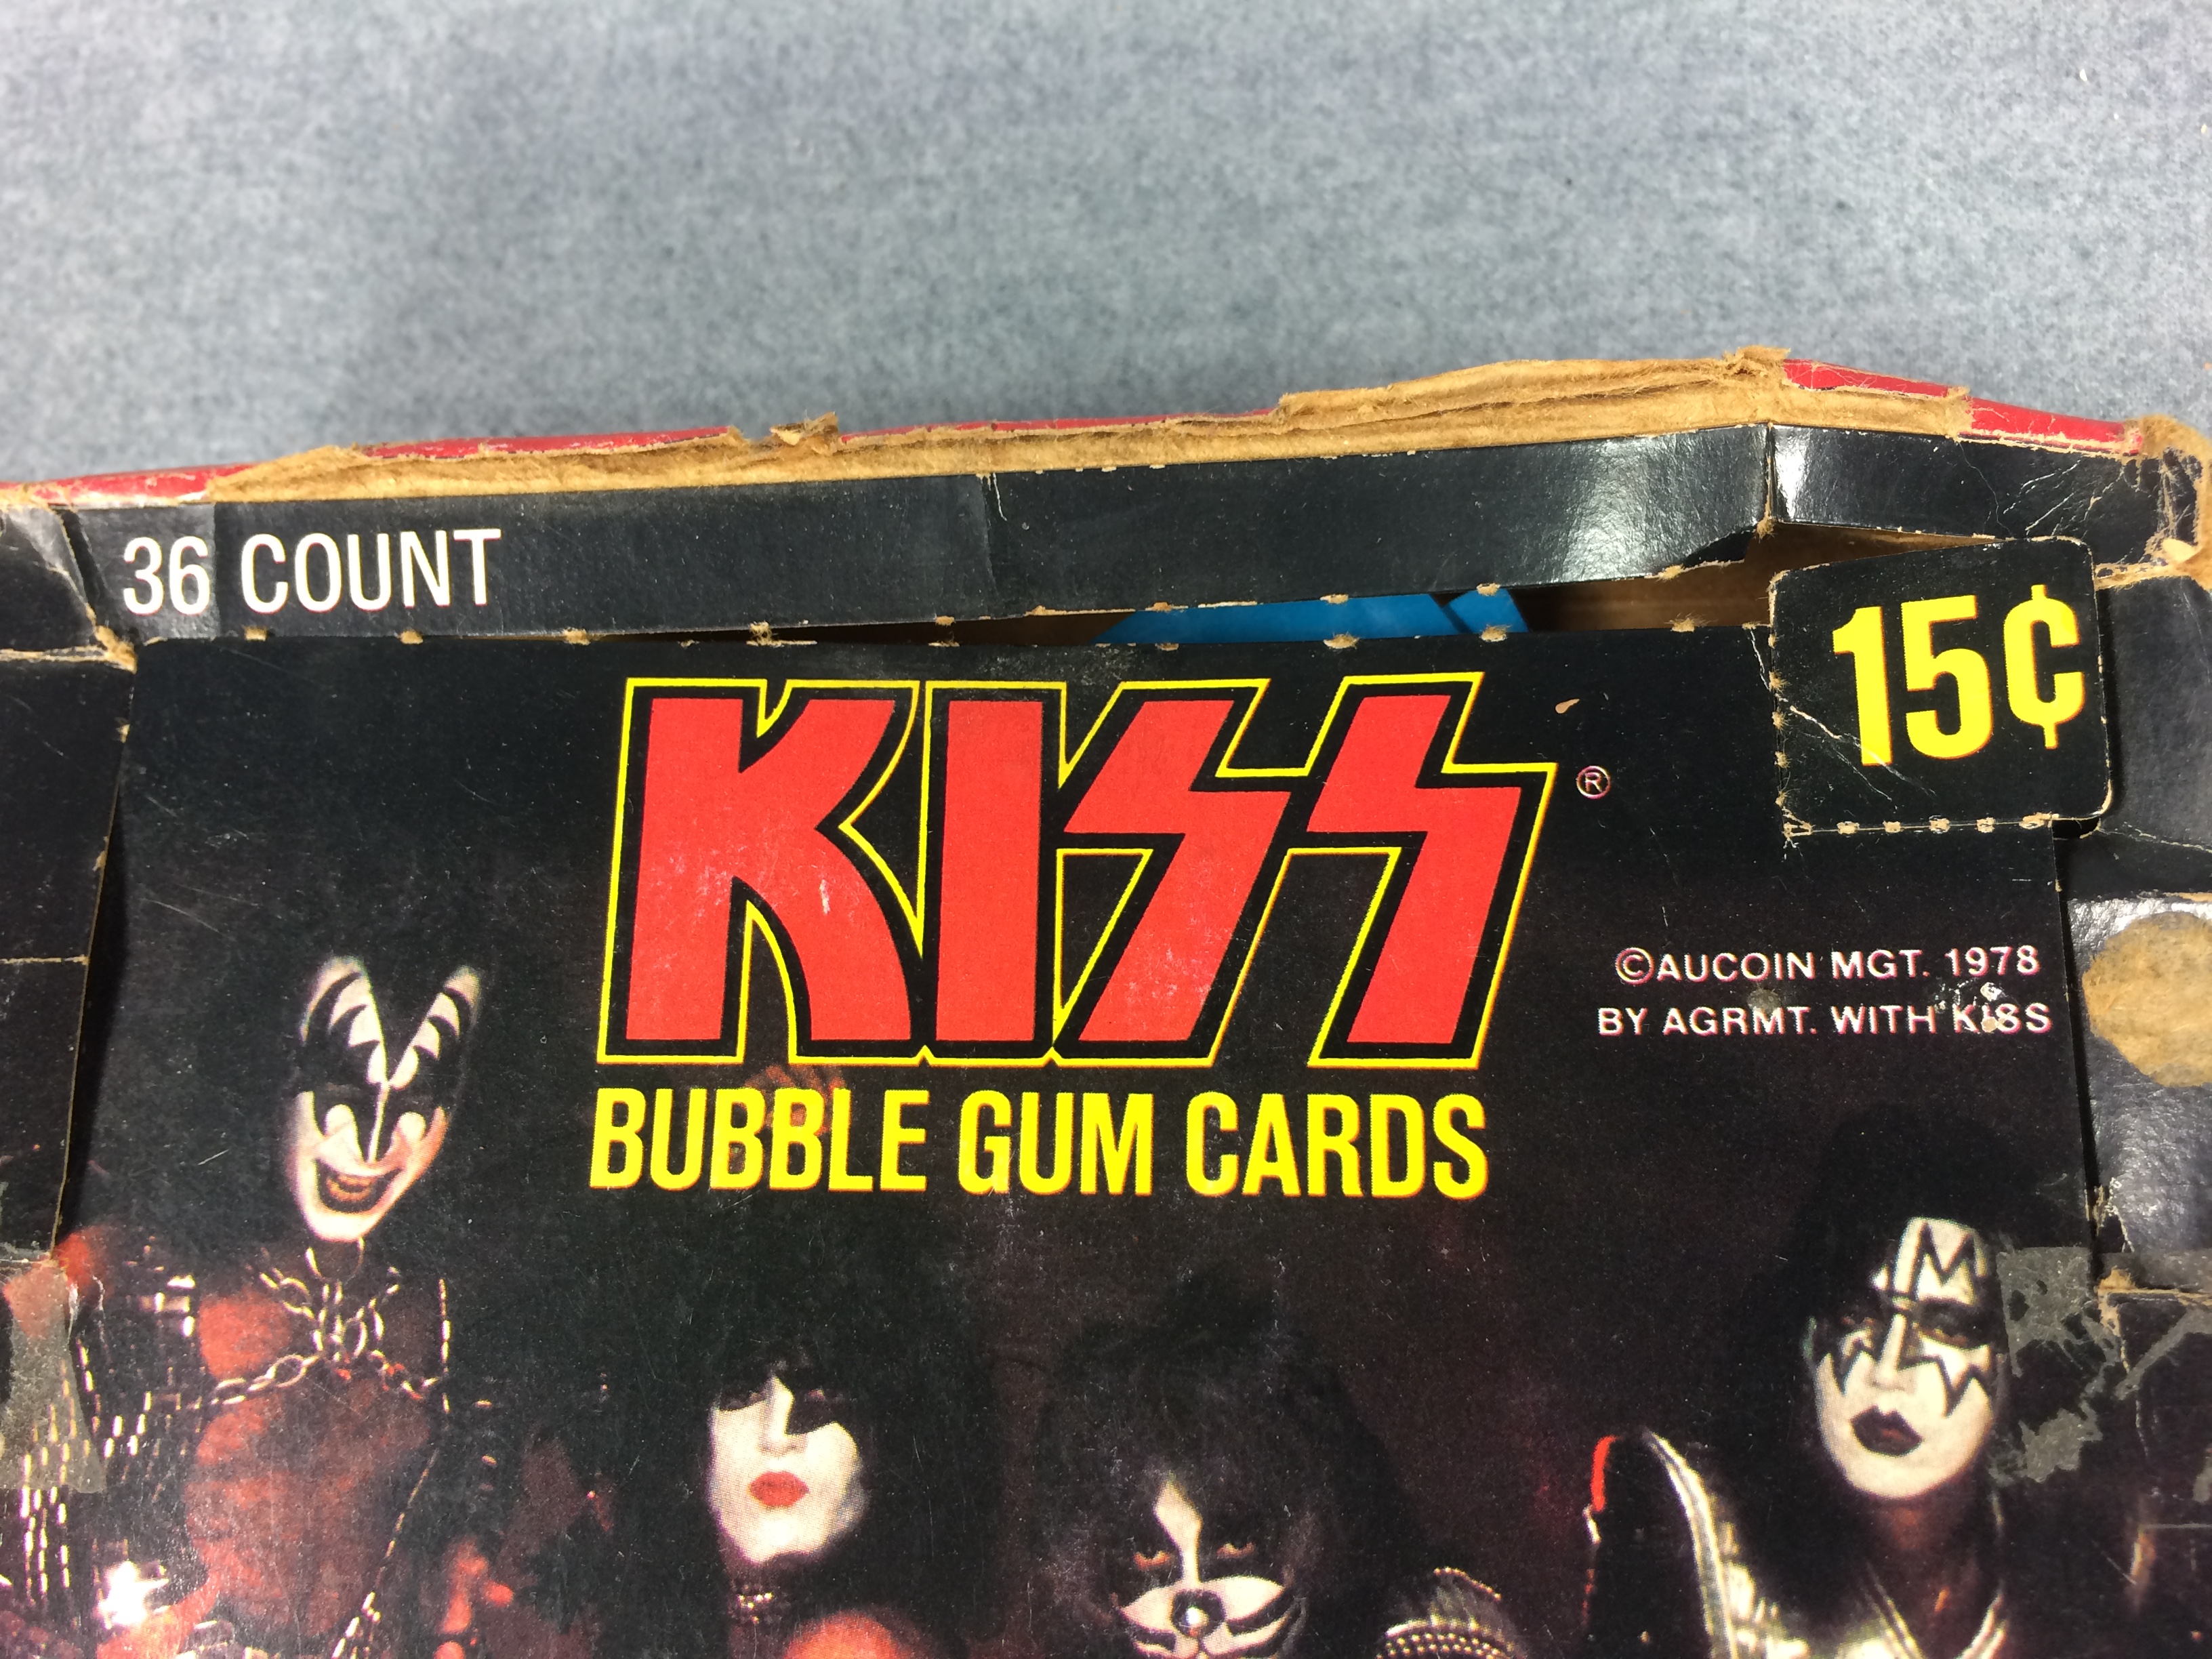 36 COUNT
15¢
KISS®
©AUCOIN MGT. 1978
BY AGRMT. WITH KISS
BUBBLE GUM CARDS